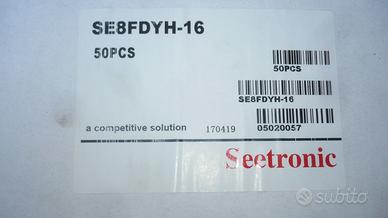 SE8FDYH-16
50PCS
50PCS
SE8FDYH-16
a competitive solution 170419 05020057
Seetronic
subito